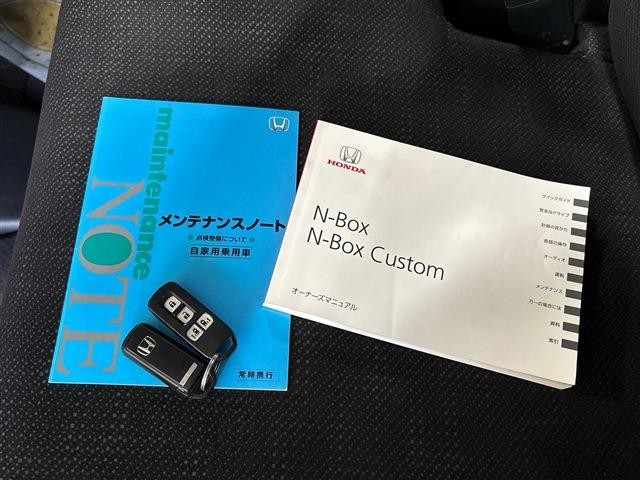 maintenance
NOTE
メンテナンスノート
点検整備について
自家用乗用車
常時携行
HONDA
N-Box
N-Box Custom
オーナーズマニュアル
クイックガイド
安全なドライブ
計器の見かた
各部の操作
オーディオ
運転
メンテナンス
万一の場合には
資料
索引